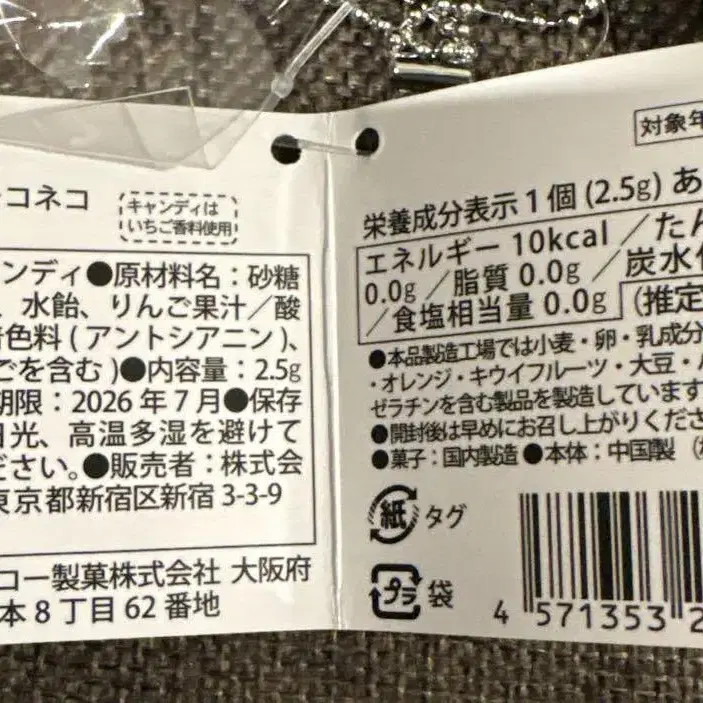 コネコ
キャンディは
いちご香料使用
ンディ●原材料名：砂糖
、水飴、りんご果汁／酸
色料(アントシアニン)、
ごを含む)●内容量：2.5g
期限：2026年7月●保存
日光、高温多湿を避けて
ださい。●販売者：株式会
東京都新宿区新宿3-3-9
コー製菓株式会社 大阪府
本8丁目62番地
対象年
栄養成分表示1個(2.5g)あ
エネルギー 10kcal／たん
0.0g／脂質 0.0g／炭水化
／食塩相当量 0.0g (推定
●本品製造工場では小麦・卵・乳成分
・オレンジ・キウイフルーツ・大豆・
ゼラチンを含む製品を製造しています
●開封後は早めにお召し上がりくださ
●菓子：国内製造 ●本体：中国製
紙 タグ
プラ 袋
4 571353 2